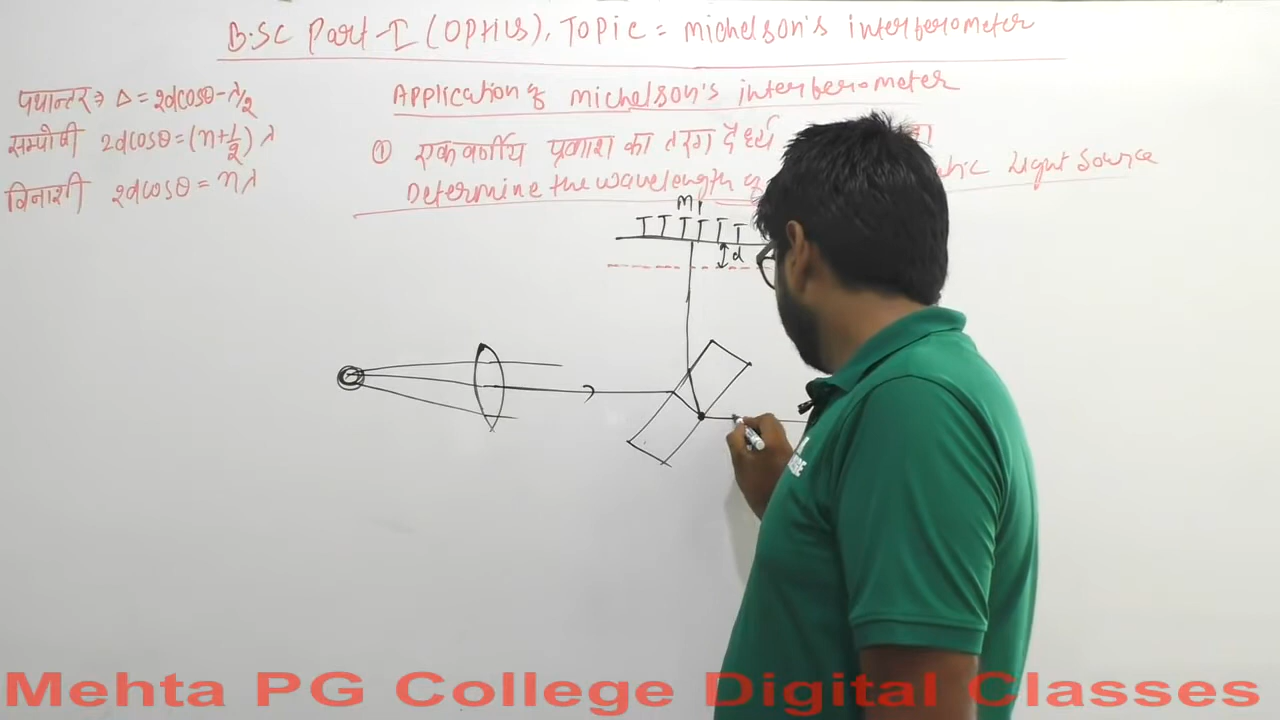 B.SC Part-I (OPtics), TOPIC = michelson's interferometer
Application of michelson's interferometer
पथान्तर → Δ = 2dcosθ - λ/2
सम्पोषी 2dcosθ = (n+1/2) λ
विनाशी 2dcosθ = nλ
① एकवर्णीय प्रकाश का तरंग दैर्ध्य
Determine the wavelength of Light Source
M1
d
Mehta PG College Digital Classes